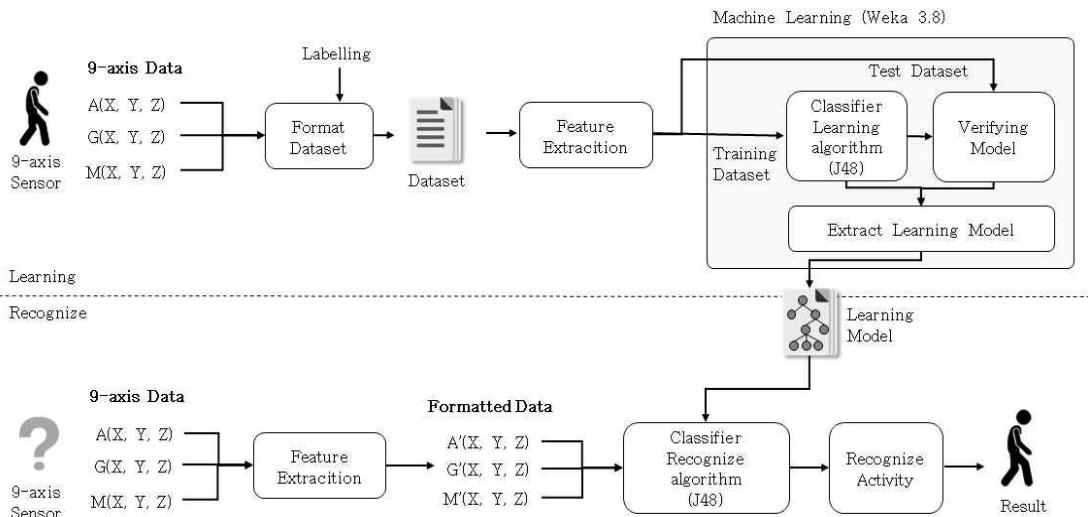 Machine Learning (Weka 3.8)
Labelling
9-axis Data
A(X, Y, Z)
G(X, Y, Z)
M(X, Y, Z)
9-axis
Sensor
Format
Dataset
Dataset
Feature
Extracition
Test Dataset
Training
Dataset
Classifier
Learning
algorithm
(J48)
Verifying
Model
Extract Learning Model
Learning
Recognize
Learning
Model
9-axis Data
A(X, Y, Z)
G(X, Y, Z)
M(X, Y, Z)
9-axis
Sensor
?
Feature
Extracition
Formatted Data
A'(X, Y, Z)
G'(X, Y, Z)
M'(X, Y, Z)
Classifier
Recognize
algorithm
(J48)
Recognize
Activity
Result